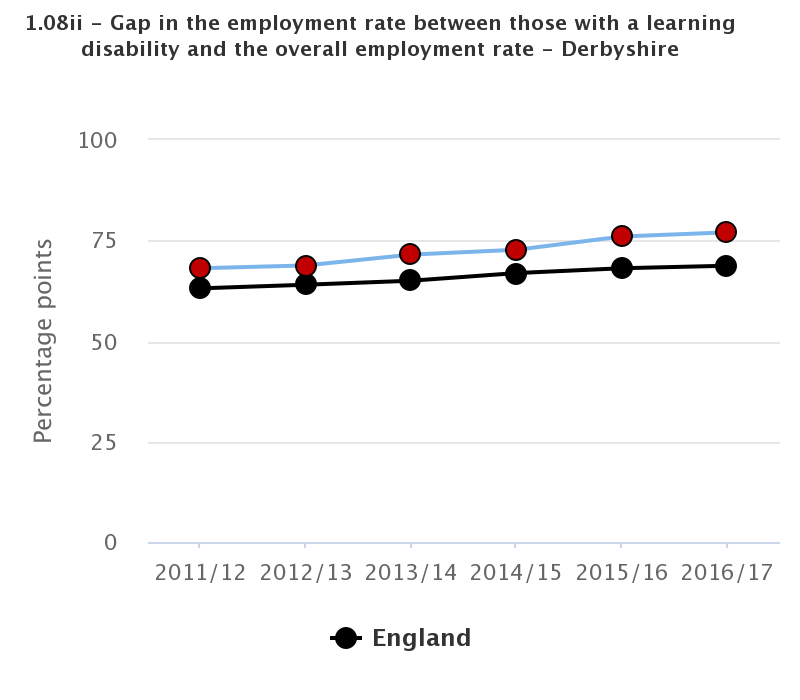 1.08ii – Gap in the employment rate between those with a learning
disability and the overall employment rate – Derbyshire
Percentage points
100
75
50
25
0
2011/12 2012/13 2013/14 2014/15 2015/16 2016/17
England